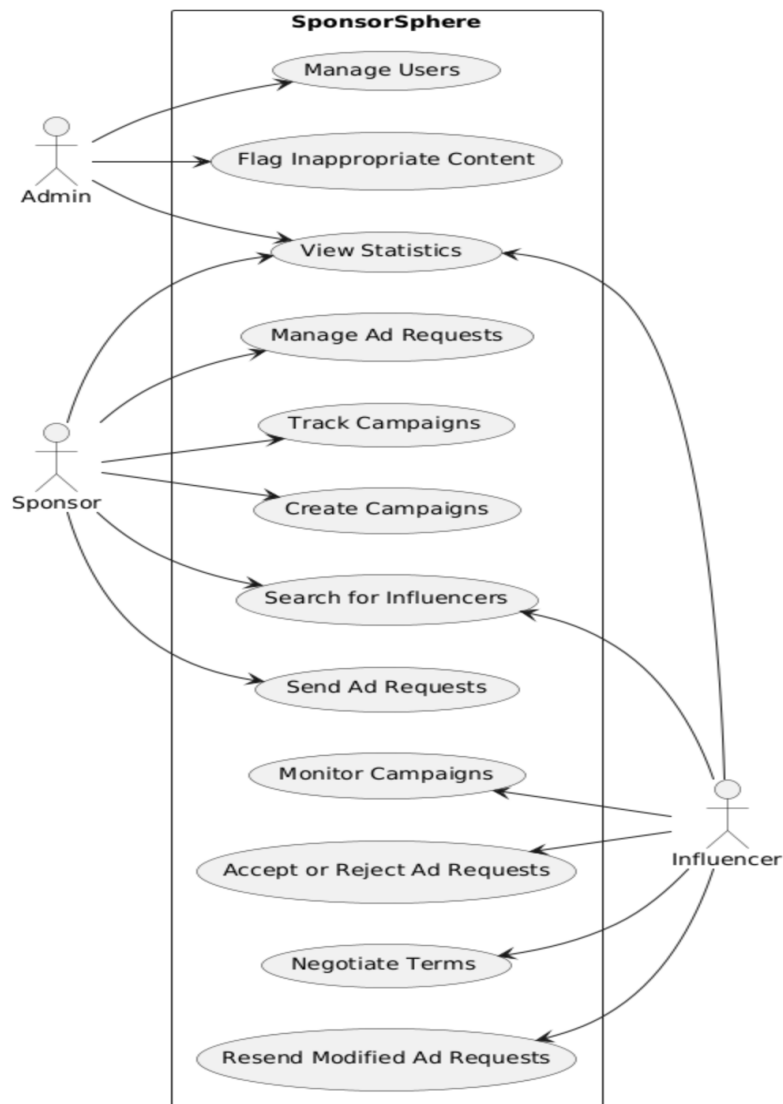 SponsorSphere
Manage Users
Flag Inappropriate Content
Admin
View Statistics
Manage Ad Requests
Track Campaigns
Sponsor
Create Campaigns
Search for Influencers
Send Ad Requests
Monitor Campaigns
Influencer
Accept or Reject Ad Requests
Negotiate Terms
Resend Modified Ad Requests